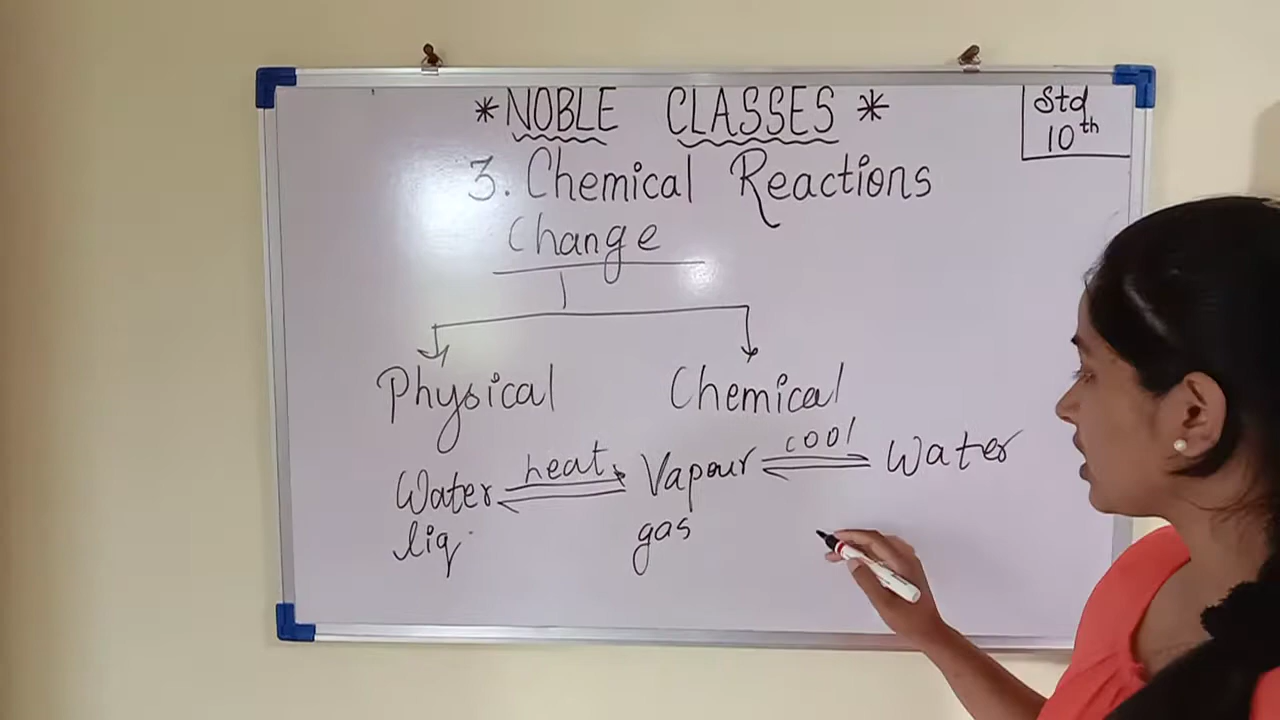 *NOBLE CLASSES*
Std
10th
3. Chemical Reactions
Change
Physical Chemical
Water heat Vapour cool Water
liq. gas